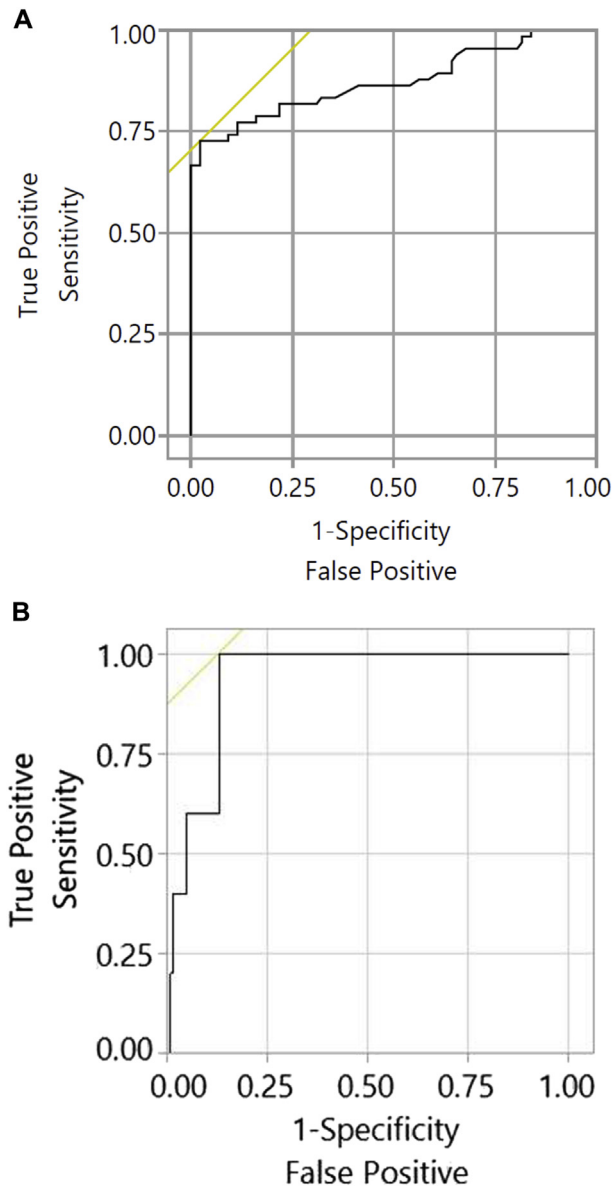 A
1.00
0.75
0.50
0.25
0.00
True Positive
Sensitivity
0.00 0.25 0.50 0.75 1.00
1-Specificity
False Positive
B
1.00
0.75
0.50
0.25
0.00
True Positive
Sensitivity
0.00 0.25 0.50 0.75 1.00
1-Specificity
False Positive